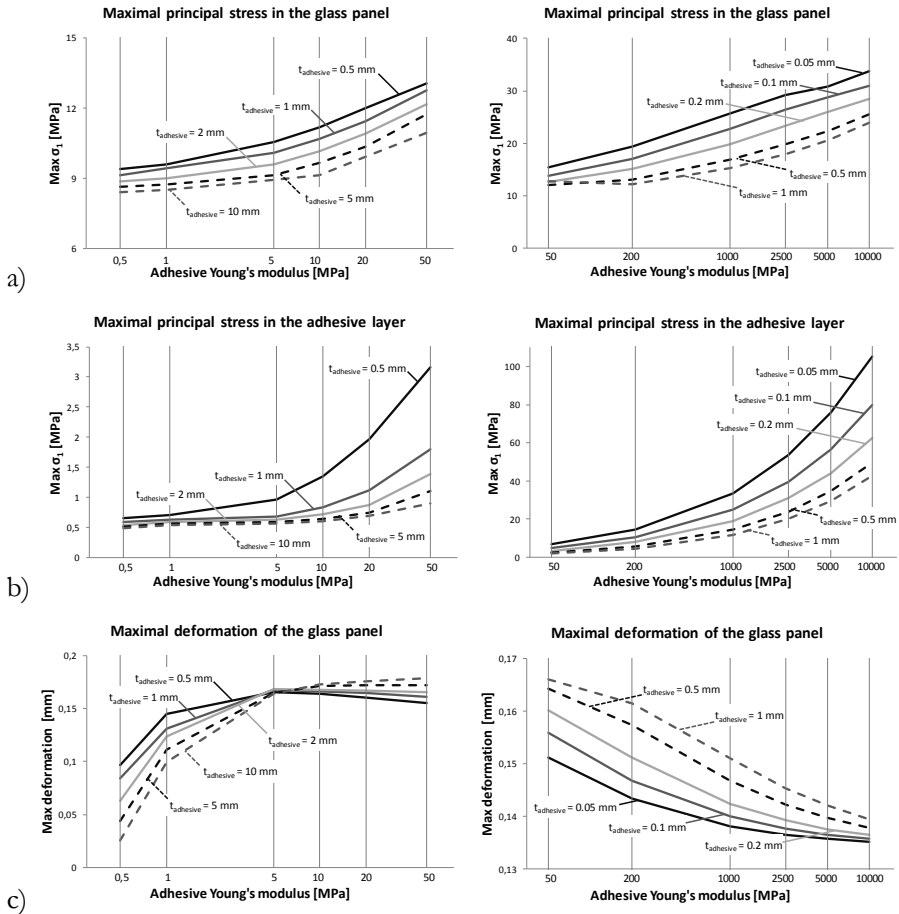 Maximal principal stress in the glass panel
15
12
9
6
Max σ1 [MPa]
tadhesive = 0.5 mm
tadhesive = 1 mm
tadhesive = 2 mm
tadhesive = 5 mm
tadhesive = 10 mm
0,5 1 5 10 20 50
Adhesive Young's modulus [MPa]
a)
Maximal principal stress in the glass panel
40
30
20
10
0
Max σ1 [MPa]
tadhesive = 0.05 mm
tadhesive = 0.1 mm
tadhesive = 0.2 mm
tadhesive = 0.5 mm
tadhesive = 1 mm
50 200 1000 2500 5000 10000
Adhesive Young's modulus [MPa]
Maximal principal stress in the adhesive layer
3,5
3
2,5
2
1,5
1
0,5
0
Max σ1 [MPa]
tadhesive = 0.5 mm
tadhesive = 1 mm
tadhesive = 2 mm
tadhesive = 10 mm
tadhesive = 5 mm
0,5 1 5 10 20 50
Adhesive Young's modulus [MPa]
b)
Maximal principal stress in the adhesive layer
100
80
60
40
20
0
Max σ1 [MPa]
tadhesive = 0.05 mm
tadhesive = 0.1 mm
tadhesive = 0.2 mm
tadhesive = 0.5 mm
tadhesive = 1 mm
50 200 1000 2500 5000 10000
Adhesive Young's modulus [MPa]
Maximal deformation of the glass panel
0,2
0,15
0,1
0,05
0
Max deformation [mm]
tadhesive = 0.5 mm
tadhesive = 1 mm
tadhesive = 2 mm
tadhesive = 10 mm
tadhesive = 5 mm
0,5 1 5 10 20 50
Adhesive Young's modulus [MPa]
c)
Maximal deformation of the glass panel
0,17
0,16
0,15
0,14
0,13
Max deformation [mm]
tadhesive = 0.5 mm
tadhesive = 1 mm
tadhesive = 0.05 mm
tadhesive = 0.1 mm
tadhesive = 0.2 mm
50 200 1000 2500 5000 10000
Adhesive Young's modulus [MPa]